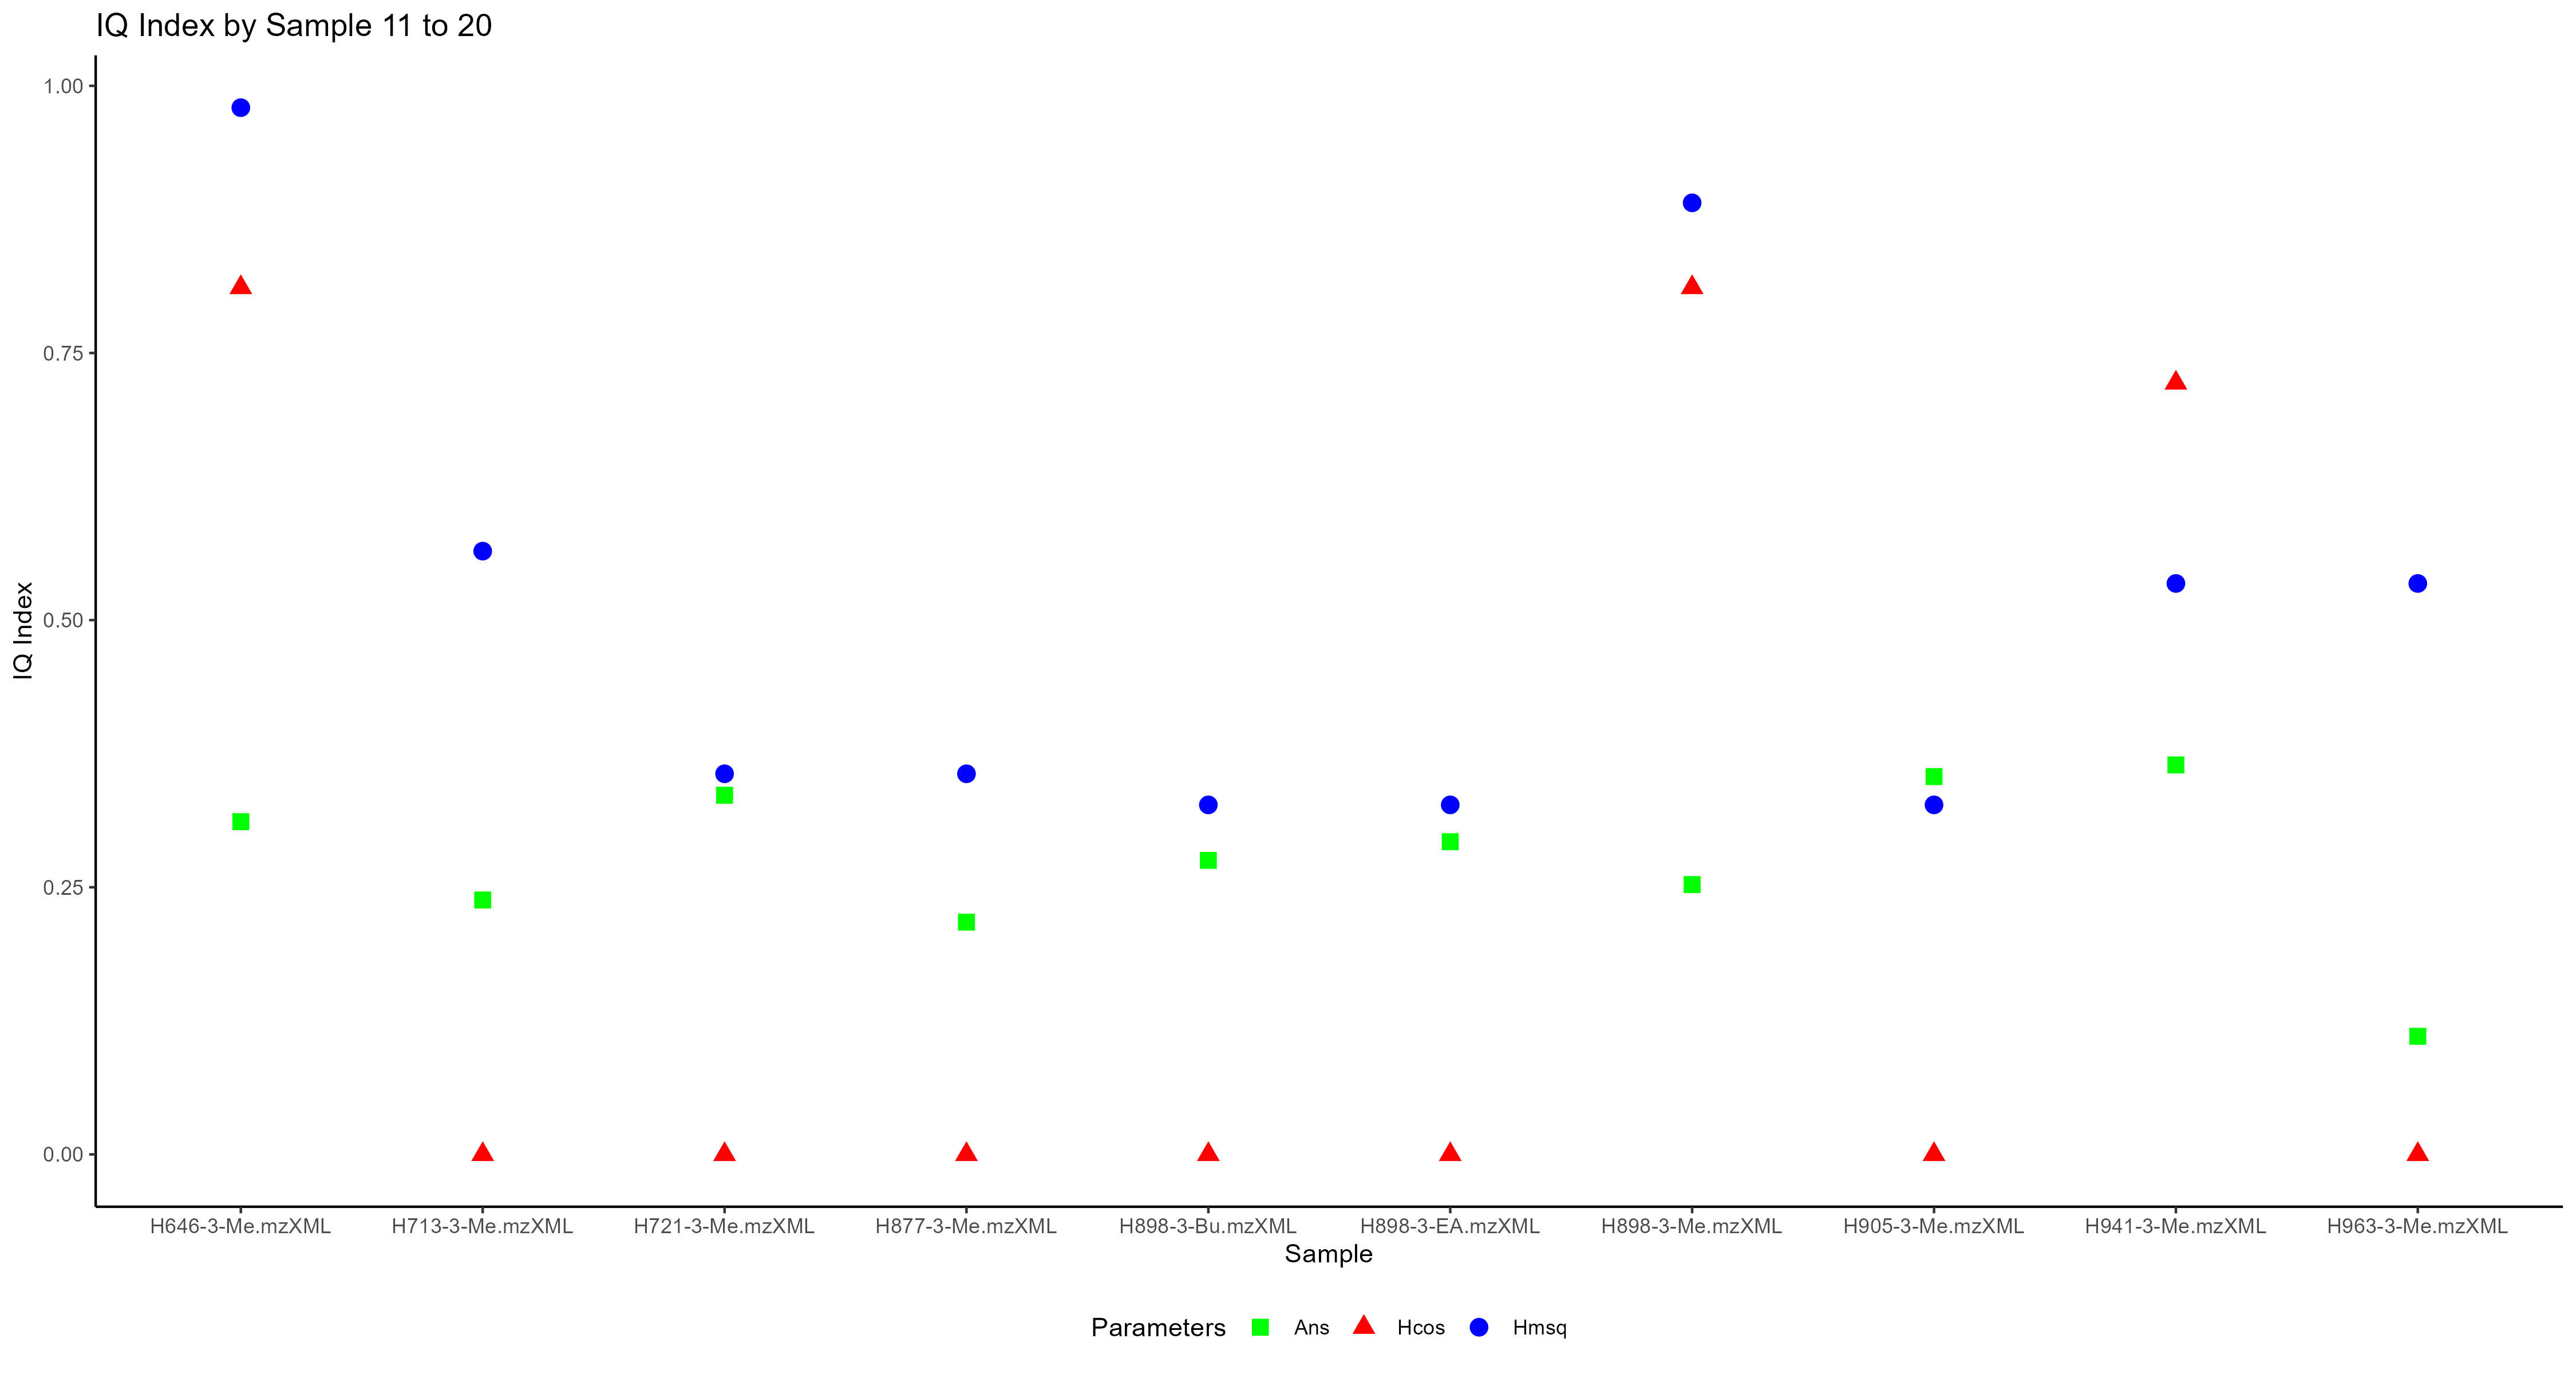 IQ Index by Sample 11 to 20
1.00
0.75
0.50
0.25
0.00
IQ Index
H646-3-Me.mzXML H713-3-Me.mzXML H721-3-Me.mzXML H877-3-Me.mzXML H898-3-Bu.mzXML H898-3-EA.mzXML H898-3-Me.mzXML H905-3-Me.mzXML H941-3-Me.mzXML H963-3-Me.mzXML
Sample
Parameters Ans Hcos Hmsq